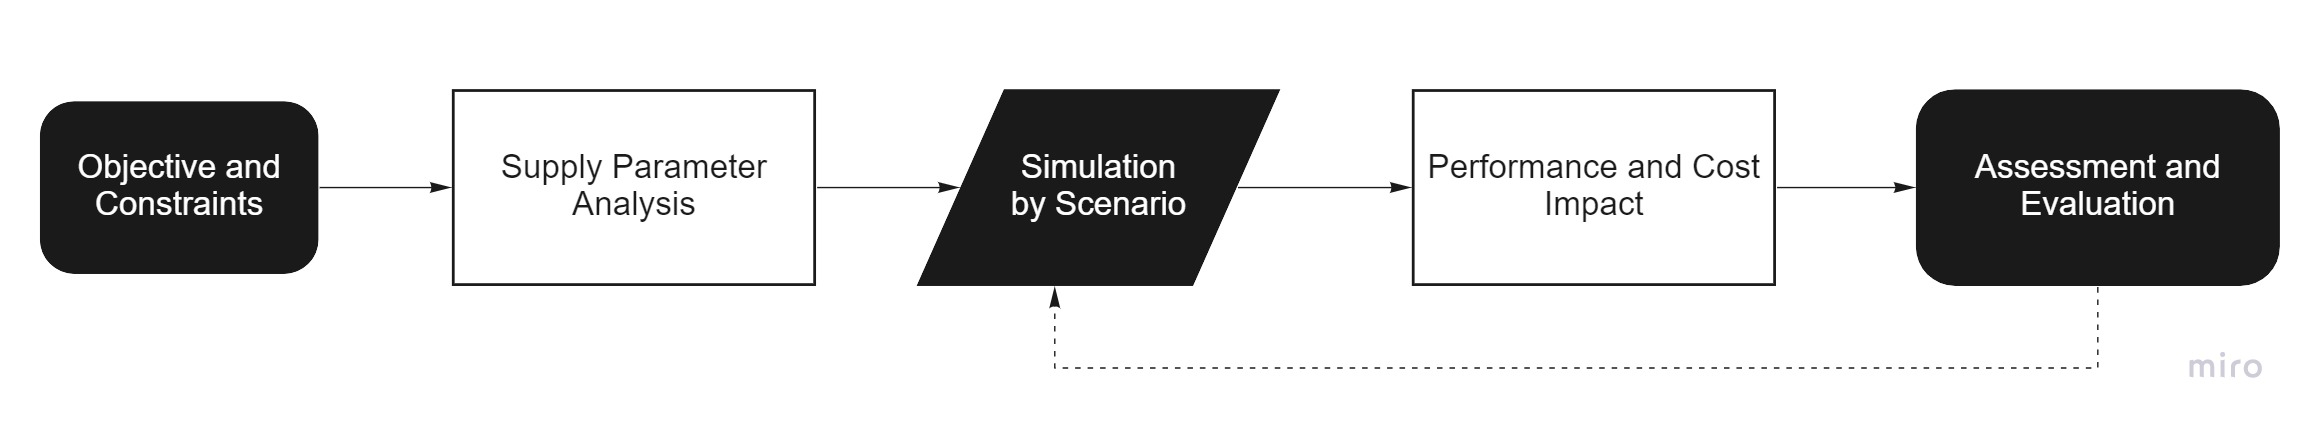 Objective and
Constraints
Supply Parameter
Analysis
Simulation
by Scenario
Performance and Cost
Impact
Assessment and
Evaluation
miro